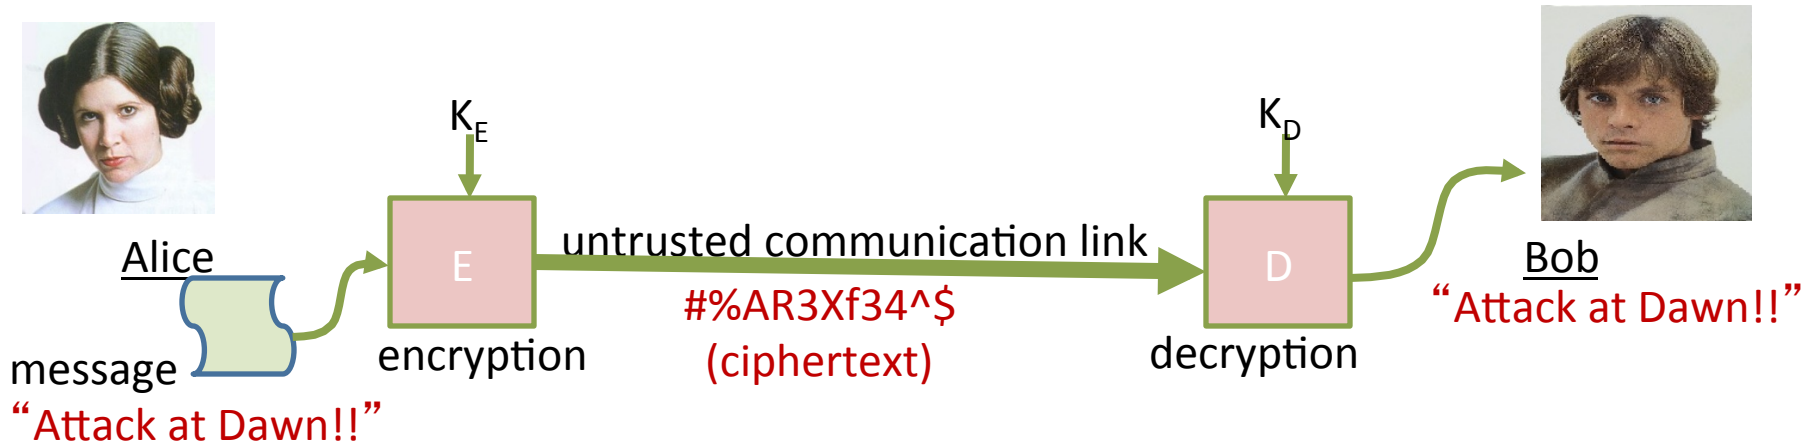 K_E
K_D
Alice
E
untrusted communication link
D
Bob
#%AR3Xf34^$
“Attack at Dawn!!”
encryption
(ciphertext)
decryption
message
“Attack at Dawn!!”